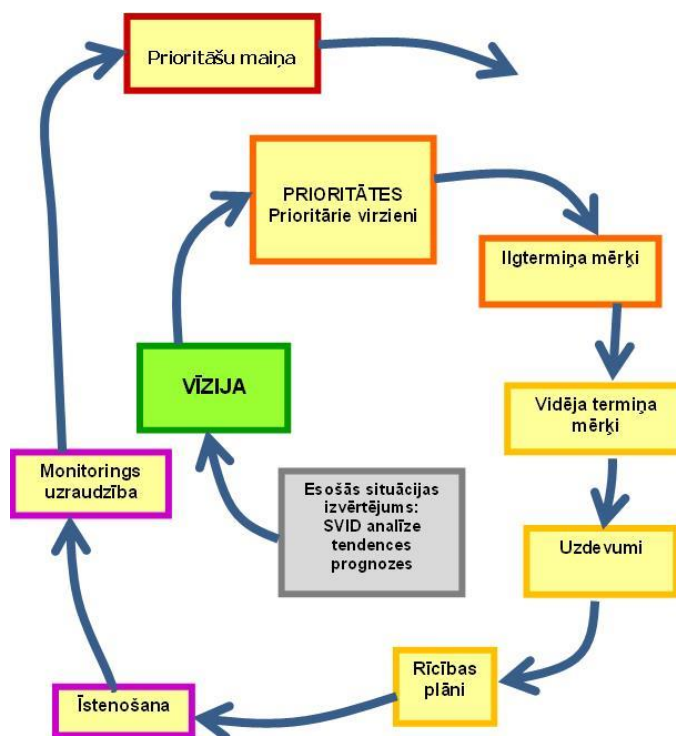 Prioritāšu maiņa
PRIORITĀTES
Prioritārie virzieni
Ilgtermiņa mērķi
VĪZIJA
Vidēja termiņa
mērķi
Monitorings
uzraudzība
Esošās situācijas
izvērtējums:
SVID analīze
tendences
prognozes
Uzdevumi
Rīcības
plāni
Īstenošana